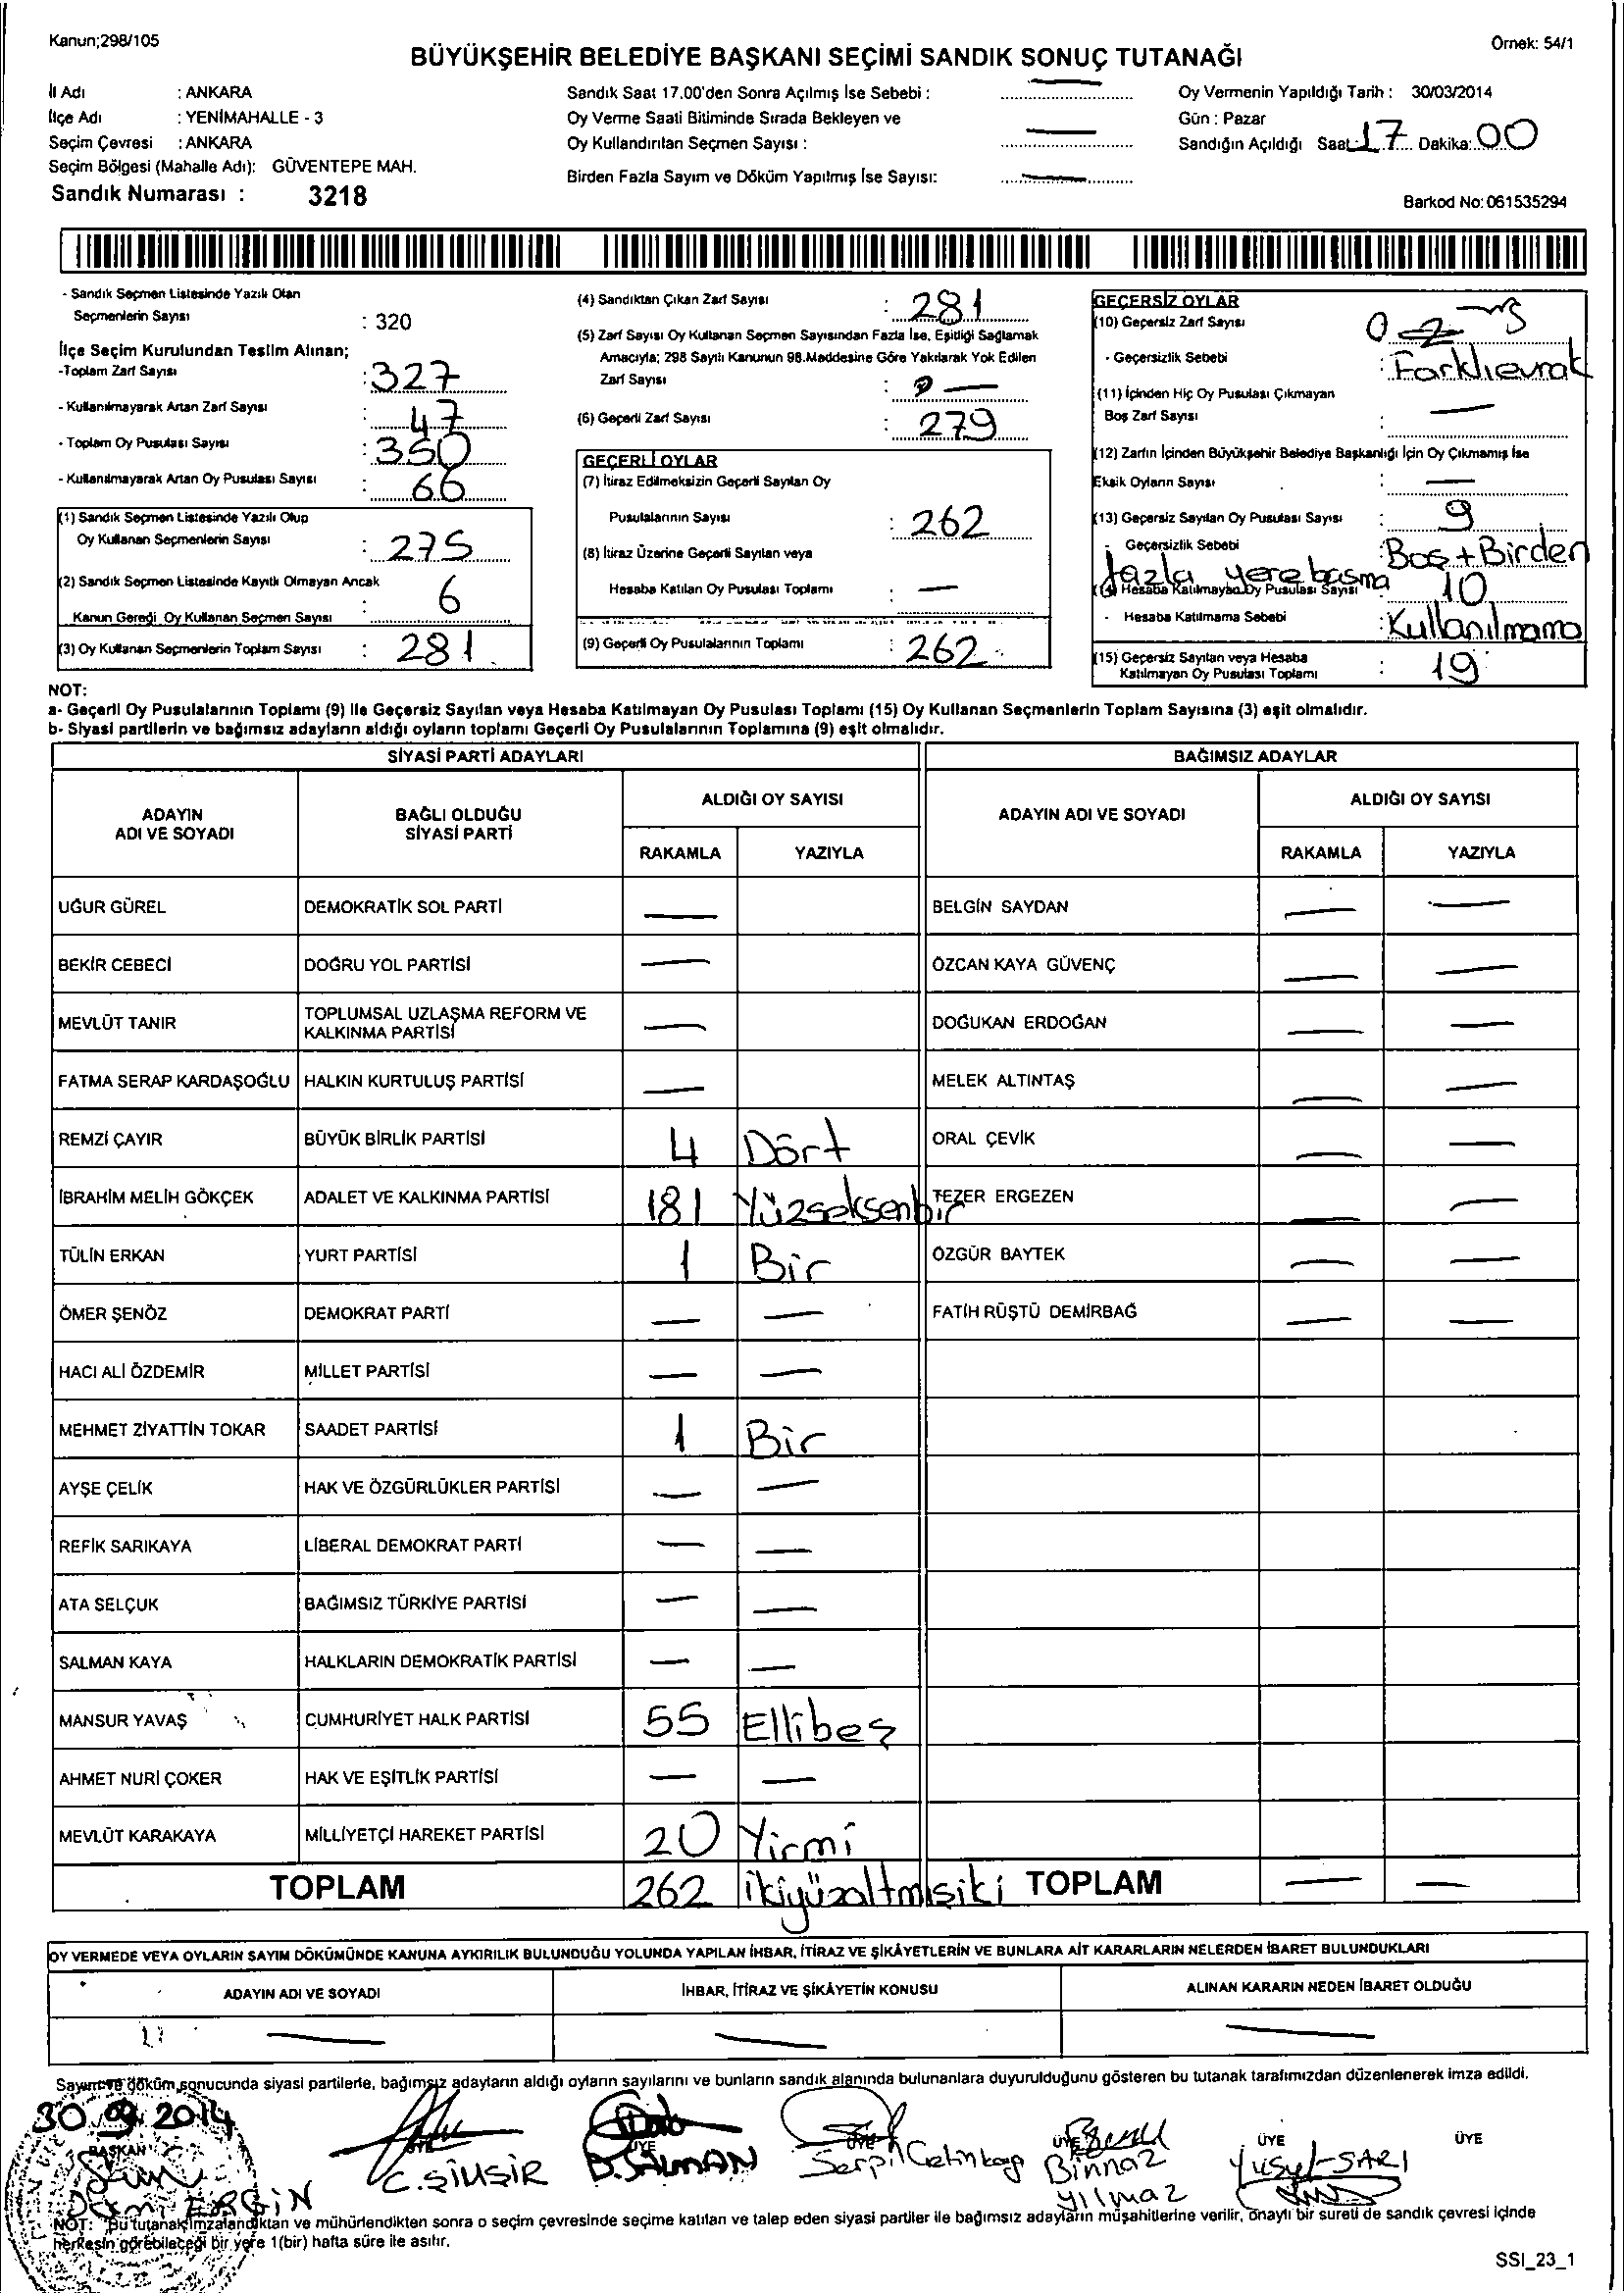 Kanun;298/105
Örnek: 54/1
BÜYÜKŞEHİR BELEDİYE BAŞKANI SEÇİMİ SANDIK SONUÇ TUTANAĞI
İl Adı : ANKARA
İlçe Adı : YENİMAHALLE - 3
Seçim Çevresi : ANKARA
Seçim Bölgesi (Mahalle Adı): GÜVENTEPE MAH.
Sandık Numarası : 3218
Sandık Saat 17.00'den Sonra Açılmış İse Sebebi : —
Oy Verme Saati Bitiminde Sırada Bekleyen ve
Oy Kullandırılan Seçmen Sayısı : —
Birden Fazla Sayım ve Döküm Yapılmış İse Sayısı: —
Oy Vermenin Yapıldığı Tarih : 30/03/2014
Gün : Pazar
Sandığın Açıldığı Saat: 17 Dakika: 00
Barkod No: 061535294
- Sandık Seçmen Listesinde Yazılı Olan
Seçmenlerin Sayısı : 320
İlçe Seçim Kurulundan Teslim Alınan;
-Toplam Zarf Sayısı : 327
- Kullanılmayarak Artan Zarf Sayısı : 47
- Toplam Oy Pusulası Sayısı : 350
- Kullanılmayarak Artan Oy Pusulası Sayısı : 66
(1) Sandık Seçmen Listesinde Yazılı Olup
Oy Kullanan Seçmenlerin Sayısı : 275
(2) Sandık Seçmen Listesinde Kayıtlı Olmayan Ancak
Kanun Gereği Oy Kullanan Seçmen Sayısı : 6
(3) Oy Kullanan Seçmenlerin Toplam Sayısı : 281
(4) Sandıktan Çıkan Zarf Sayısı : 281
(5) Zarf Sayısı Oy Kullanan Seçmen Sayısından Fazla İse, Eşitliği Sağlamak
Amacıyla; 298 Sayılı Kanunun 98.Maddesine Göre Yakılarak Yok Edilen
Zarf Sayısı : —
(6) Geçerli Zarf Sayısı : 279
GEÇERLİ OYLAR
(7) İtiraz Edilmeksizin Geçerli Sayılan Oy
Pusulalarının Sayısı : 262
(8) İtiraz Üzerine Geçerli Sayılan veya
Hesaba Katılan Oy Pusulası Toplamı : —
(9) Geçerli Oy Pusulalarının Toplamı : 262
GEÇERSİZ OYLAR
(10) Geçersiz Zarf Sayısı 2
- Geçersizlik Sebebi : Farklıevrak
(11) İçinden Hiç Oy Pusulası Çıkmayan
Boş Zarf Sayısı : —
(12) Zarfın İçinden Büyükşehir Belediye Başkanlığı İçin Oy Çıkmamış İse
Eksik Oyların Sayısı : —
(13) Geçersiz Sayılan Oy Pusulası Sayısı : 9
- Geçersizlik Sebebi : Boş+Birden
fazla yere basma
(14) Hesaba Katılmayan Oy Pusulası Sayısı 10
- Hesaba Katılmama Sebebi : Kullanılmama
(15) Geçersiz Sayılan veya Hesaba
Katılmayan Oy Pusulası Toplamı : 19
NOT:
a- Geçerli Oy Pusulalarının Toplamı (9) ile Geçersiz Sayılan veya Hesaba Katılmayan Oy Pusulası Toplamı (15) Oy Kullanan Seçmenlerin Toplam Sayısına (3) eşit olmalıdır.
b- Siyasi partilerin ve bağımsız adayların aldığı oyların toplamı Geçerli Oy Pusulalarının Toplamına (9) eşit olmalıdır.
SİYASİ PARTİ ADAYLARI BAĞIMSIZ ADAYLAR
ADAYIN
ADI VE SOYADI
BAĞLI OLDUĞU
SİYASİ PARTİ
ALDIĞI OY SAYISI
RAKAMLA YAZIYLA
ADAYIN ADI VE SOYADI
ALDIĞI OY SAYISI
RAKAMLA YAZIYLA
UĞUR GÜREL DEMOKRATİK SOL PARTİ — BELGİN SAYDAN — —
BEKİR CEBECİ DOĞRU YOL PARTİSİ — ÖZCAN KAYA GÜVENÇ — —
MEVLÜT TANIR TOPLUMSAL UZLAŞMA REFORM VE
KALKINMA PARTİSİ — DOĞUKAN ERDOĞAN — —
FATMA SERAP KARDAŞOĞLU HALKIN KURTULUŞ PARTİSİ — MELEK ALTINTAŞ — —
REMZİ ÇAYIR BÜYÜK BİRLİK PARTİSİ 4 Dört ORAL ÇEVİK — —
İBRAHİM MELİH GÖKÇEK ADALET VE KALKINMA PARTİSİ 181 Yüzseksenbir TEZER ERGEZEN — —
TÜLİN ERKAN YURT PARTİSİ 1 Bir ÖZGÜR BAYTEK — —
ÖMER ŞENÖZ DEMOKRAT PARTİ — — FATİH RÜŞTÜ DEMİRBAĞ — —
HACI ALİ ÖZDEMİR MİLLET PARTİSİ — —
MEHMET ZİYATTİN TOKAR SAADET PARTİSİ 1 Bir
AYŞE ÇELİK HAK VE ÖZGÜRLÜKLER PARTİSİ — —
REFİK SARIKAYA LİBERAL DEMOKRAT PARTİ — —
ATA SELÇUK BAĞIMSIZ TÜRKİYE PARTİSİ — —
SALMAN KAYA HALKLARIN DEMOKRATİK PARTİSİ — —
MANSUR YAVAŞ CUMHURİYET HALK PARTİSİ 55 Ellibeş
AHMET NURİ ÇOKER HAK VE EŞİTLİK PARTİSİ — —
MEVLÜT KARAKAYA MİLLİYETÇİ HAREKET PARTİSİ 20 Yirmi
TOPLAM 262 ikiyüzaltmışiki TOPLAM — —
OY VERMEDE VEYA OYLARIN SAYIM DÖKÜMÜNDE KANUNA AYKIRILIK BULUNDUĞU YOLUNDA YAPILAN İHBAR, İTİRAZ VE ŞİKÂYETLERİN VE BUNLARA AİT KARARLARIN NELERDEN İBARET BULUNDUKLARI
ADAYIN ADI VE SOYADI İHBAR, İTİRAZ VE ŞİKÂYETİN KONUSU ALINAN KARARIN NEDEN İBARET OLDUĞU
— — —
Sayım ve döküm sonucunda siyasi partilerle, bağımsız adayların aldığı oyların sayılarını ve bunların sandık alanında bulunanlara duyurulduğunu gösteren bu tutanak tarafımızdan düzenlenerek imza edildi.
30 2014
BAŞKAN ÜYE ÜYE ÜYE ÜYE ÜYE ÜYE
ERGİN C.ŞİMŞİR D.SALMAN Serpil Binnaz Yılmaz Yusuf SARI
NOT: Bu tutanak imzalandıktan ve mühürlendikten sonra o seçim çevresinde seçime katılan ve talep eden siyasi partiler ile bağımsız adayların müşahitlerine verilir, onaylı bir sureti de sandık çevresi içinde
herkesin görebileceği bir yere 1(bir) hafta süre ile asılır.
SSI_23_1